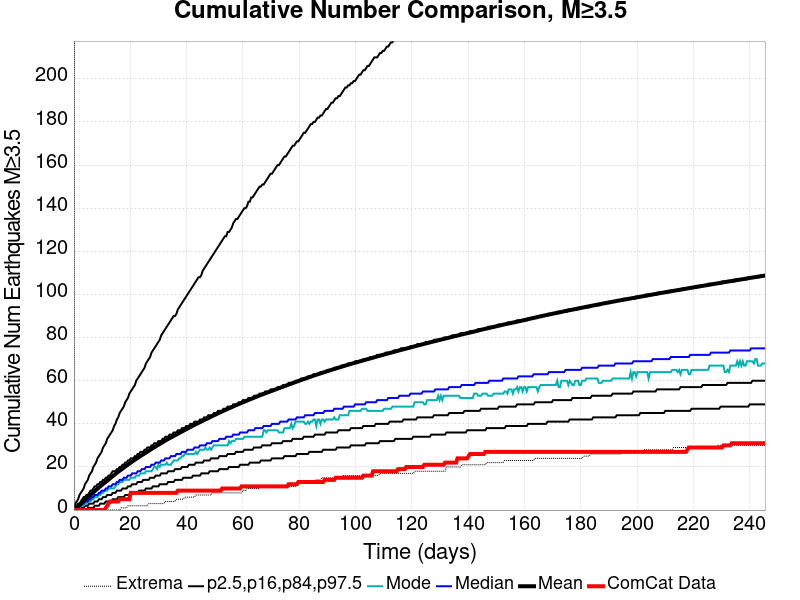 Cumulative Number Comparison, M≥3.5
Cumulative Num Earthquakes M≥3.5
200
180
160
140
120
100
80
60
40
20
0
0 20 40 60 80 100 120 140 160 180 200 220 240
Time (days)
Extrema p2.5,p16,p84,p97.5 Mode Median Mean ComCat Data